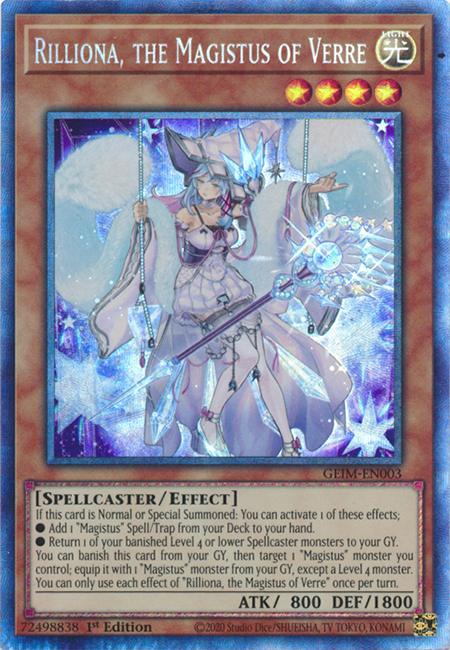 RILLIONA, THE MAGISTUS OF VERRE
LIGHT
光
GEIM-EN003
[SPELLCASTER/EFFECT]
If this card is Normal or Special Summoned: You can activate 1 of these effects;
● Add 1 "Magistus" Spell/Trap from your Deck to your hand.
● Return 1 of your banished Level 4 or lower Spellcaster monsters to your GY.
You can banish this card from your GY, then target 1 "Magistus" monster you
control; equip it with 1 "Magistus" monster from your GY, except a Level 4 monster.
You can only use each effect of "Rilliona, the Magistus of Verre" once per turn.
ATK/ 800 DEF/1800
72498838 1st Edition ©2020 Studio Dice/SHUEISHA, TV TOKYO, KONAMI